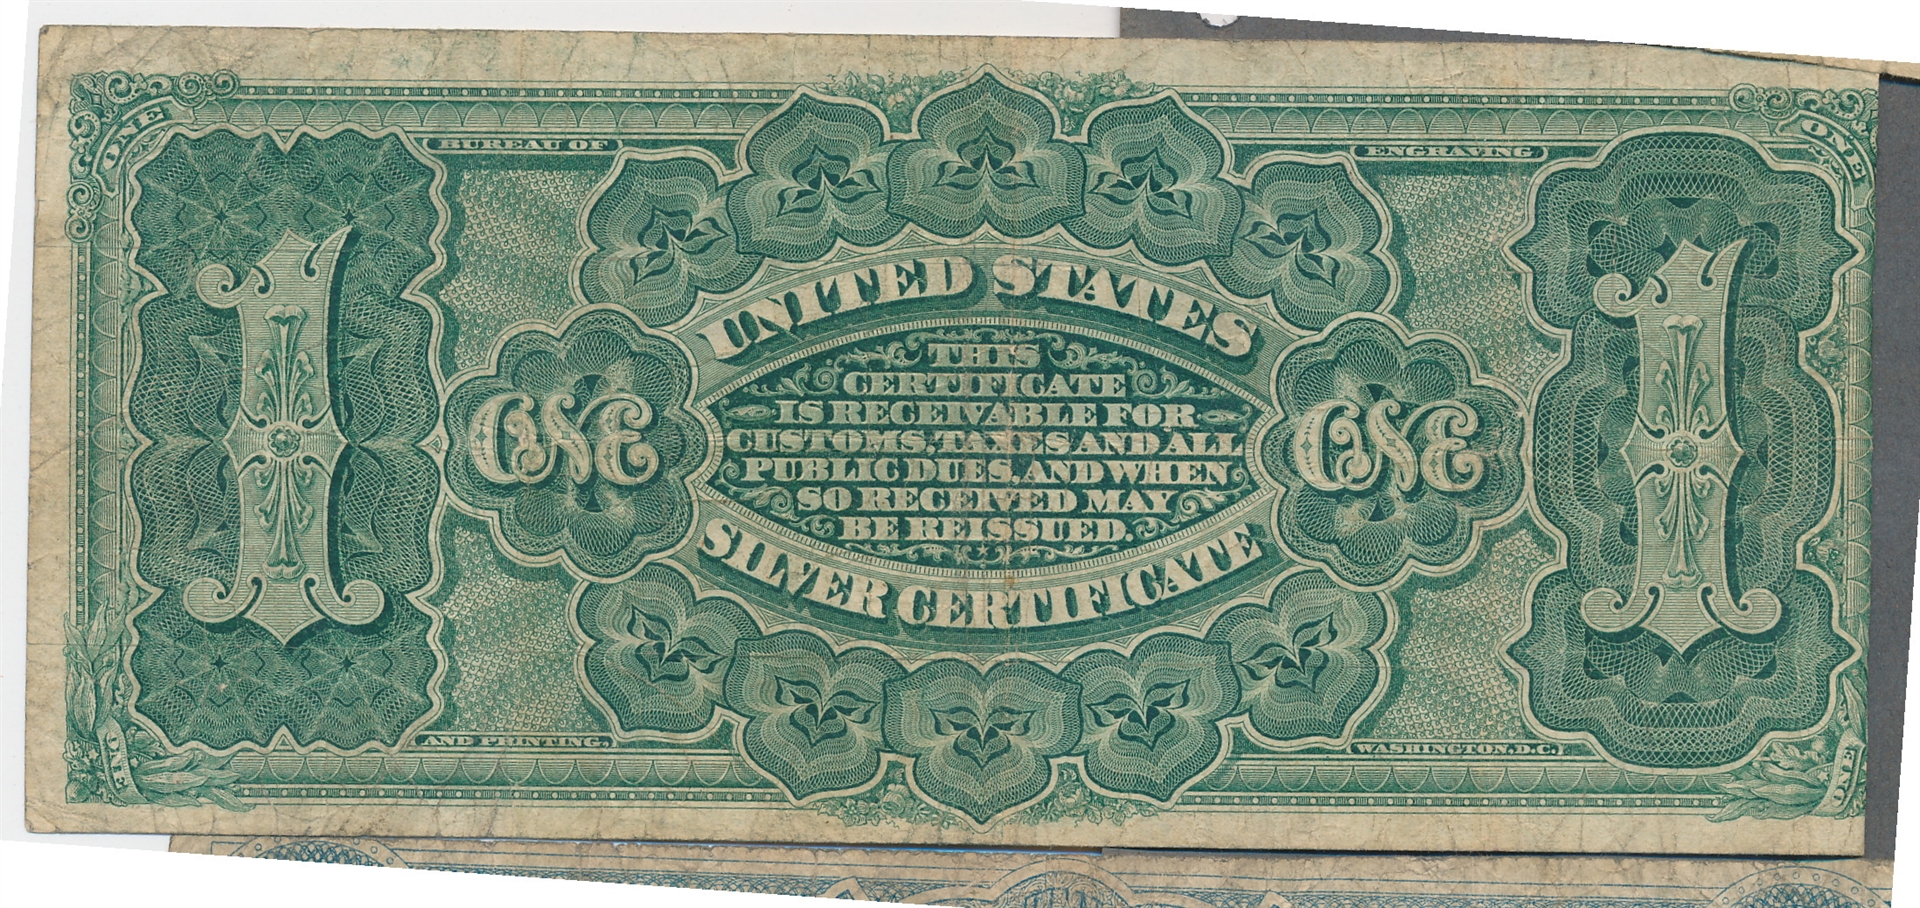 ONE
ONE
BUREAU OF
ENGRAVING
UNITED STATES
THIS
CERTIFICATE
IS RECEIVABLE FOR
CUSTOMS, TAXES AND ALL
PUBLIC DUES, AND WHEN
SO RECEIVED MAY
BE REISSUED.
SILVER CERTIFICATE
1
ONE
ONE
1
AND PRINTING,
WASHINGTON, D.C.
ONE
ONE